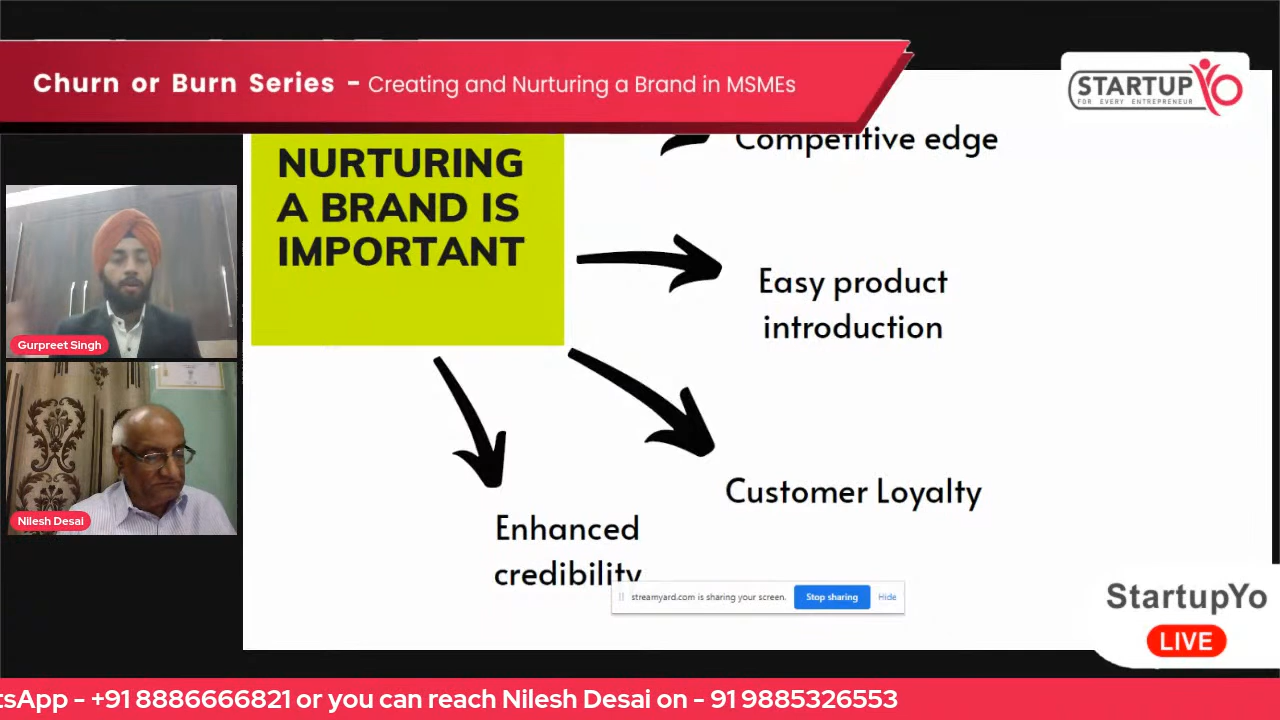 Churn or Burn Series - Creating and Nurturing a Brand in MSMEs
STARTUP YO
FOR EVERY ENTREPRENEUR
NURTURING
A BRAND IS
IMPORTANT
Competitive edge
Easy product
introduction
Customer Loyalty
Enhanced
credibility
Gurpreet Singh
Nilesh Desai
streamyard.com is sharing your screen.
Stop sharing
Hide
StartupYo
LIVE
tsApp - +91 8886666821 or you can reach Nilesh Desai on - 91 9885326553